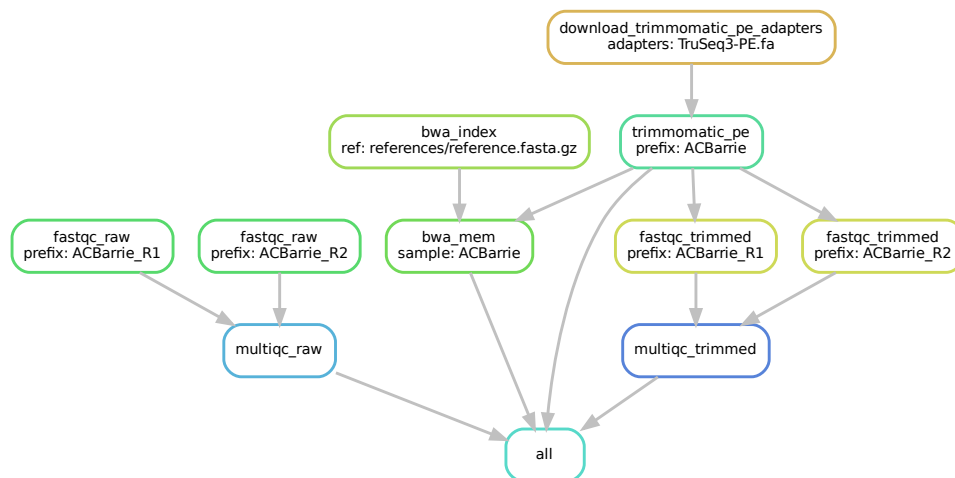 download_trimmomatic_pe_adapters
adapters: TruSeq3-PE.fa
bwa_index
ref: references/reference.fasta.gz
trimmomatic_pe
prefix: ACBarrie
fastqc_raw
prefix: ACBarrie_R1
fastqc_raw
prefix: ACBarrie_R2
bwa_mem
sample: ACBarrie
fastqc_trimmed
prefix: ACBarrie_R1
fastqc_trimmed
prefix: ACBarrie_R2
multiqc_raw
multiqc_trimmed
all